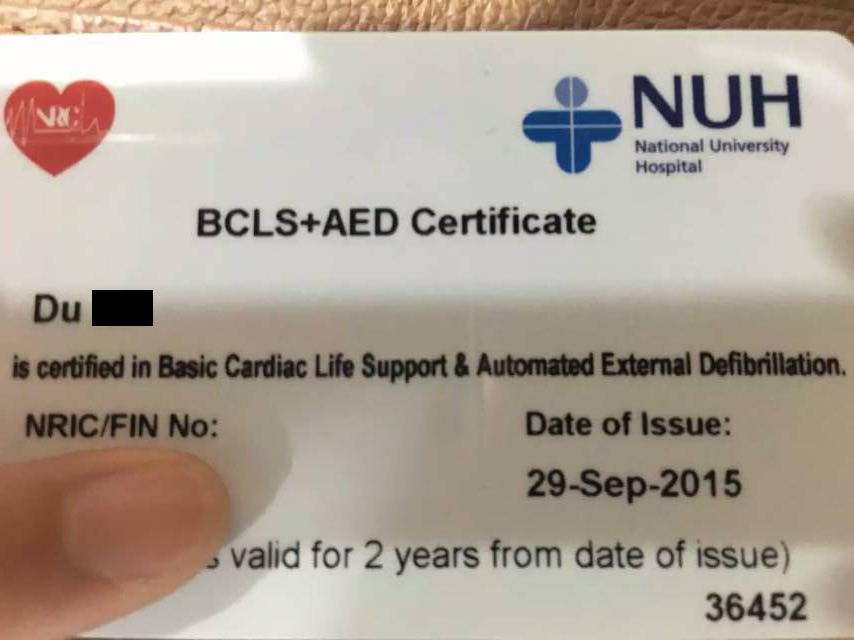 NRC
NUH
National University
Hospital
BCLS+AED Certificate
Du
is certified in Basic Cardiac Life Support & Automated External Defibrillation.
NRIC/FIN No:
Date of Issue:
29-Sep-2015
valid for 2 years from date of issue)
36452